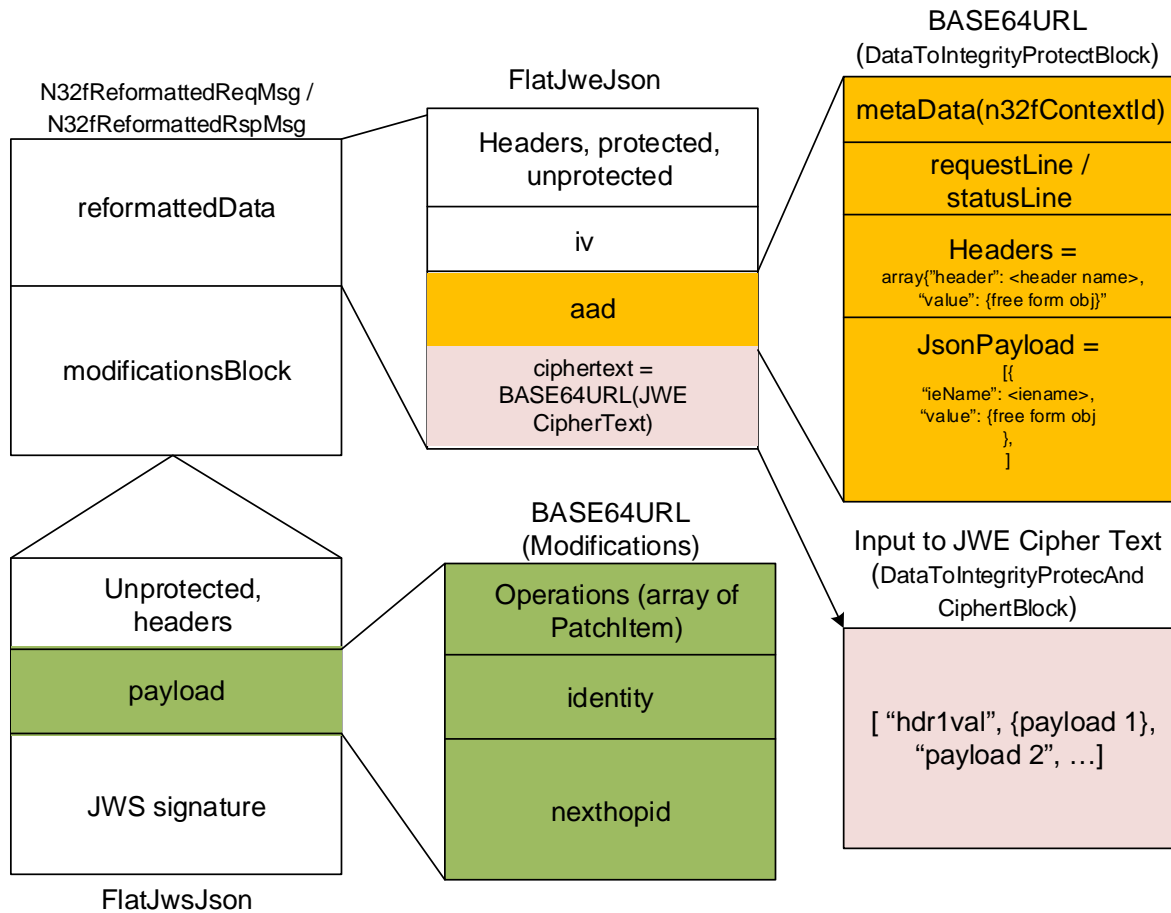 N32fReformattedReqMsg /
N32fReformattedRspMsg
reformattedData
modificationsBlock
FlatJweJson
Headers, protected,
unprotected
iv
aad
ciphertext =
BASE64URL(JWE
CipherText)
BASE64URL
(DataToIntegrityProtectBlock)
metaData(n32fContextId)
requestLine /
statusLine
Headers =
array{”header”: <header name>,
“value”: {free form obj}”
JsonPayload =
[{
“ieName”: <iename>,
“value”: {free form obj
},
]
Unprotected,
headers
payload
JWS signature
FlatJwsJson
BASE64URL
(Modifications)
Operations (array of
PatchItem)
identity
nexthopid
Input to JWE Cipher Text
(DataToIntegrityProtecAnd
CiphertBlock)
[ “hdr1val”, {payload 1},
“payload 2”, …]